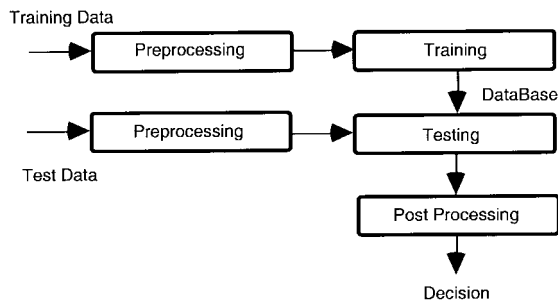 Training Data
Preprocessing
Training
DataBase
Preprocessing
Testing
Test Data
Post Processing
Decision